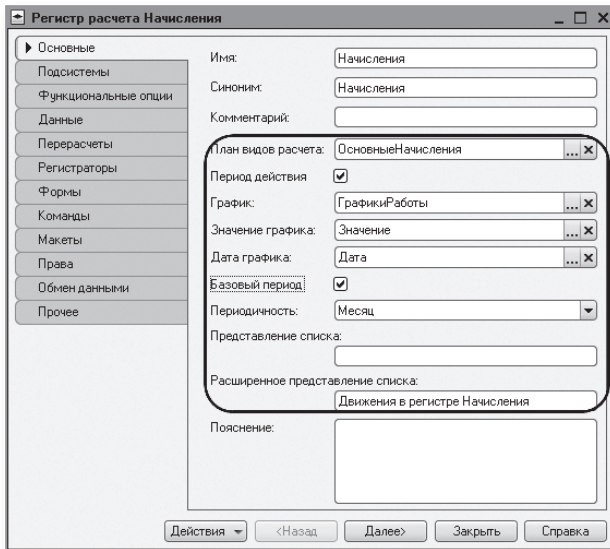 Регистр расчета Начисления
Основные
Подсистемы
Функциональные опции
Данные
Перерасчеты
Регистраторы
Формы
Команды
Макеты
Права
Обмен данными
Прочее
Имя: Начисления
Синоним: Начисления
Комментарий:
План видов расчета: ОсновныеНачисления ... ×
Период действия
График: ГрафикиРаботы ... ×
Значение графика: Значение ... ×
Дата графика: Дата ... ×
Базовый период
Периодичность: Месяц
Представление списка:
Расширенное представление списка:
Движения в регистре Начисления
Пояснение:
Действия <Назад Далее> Закрыть Справка